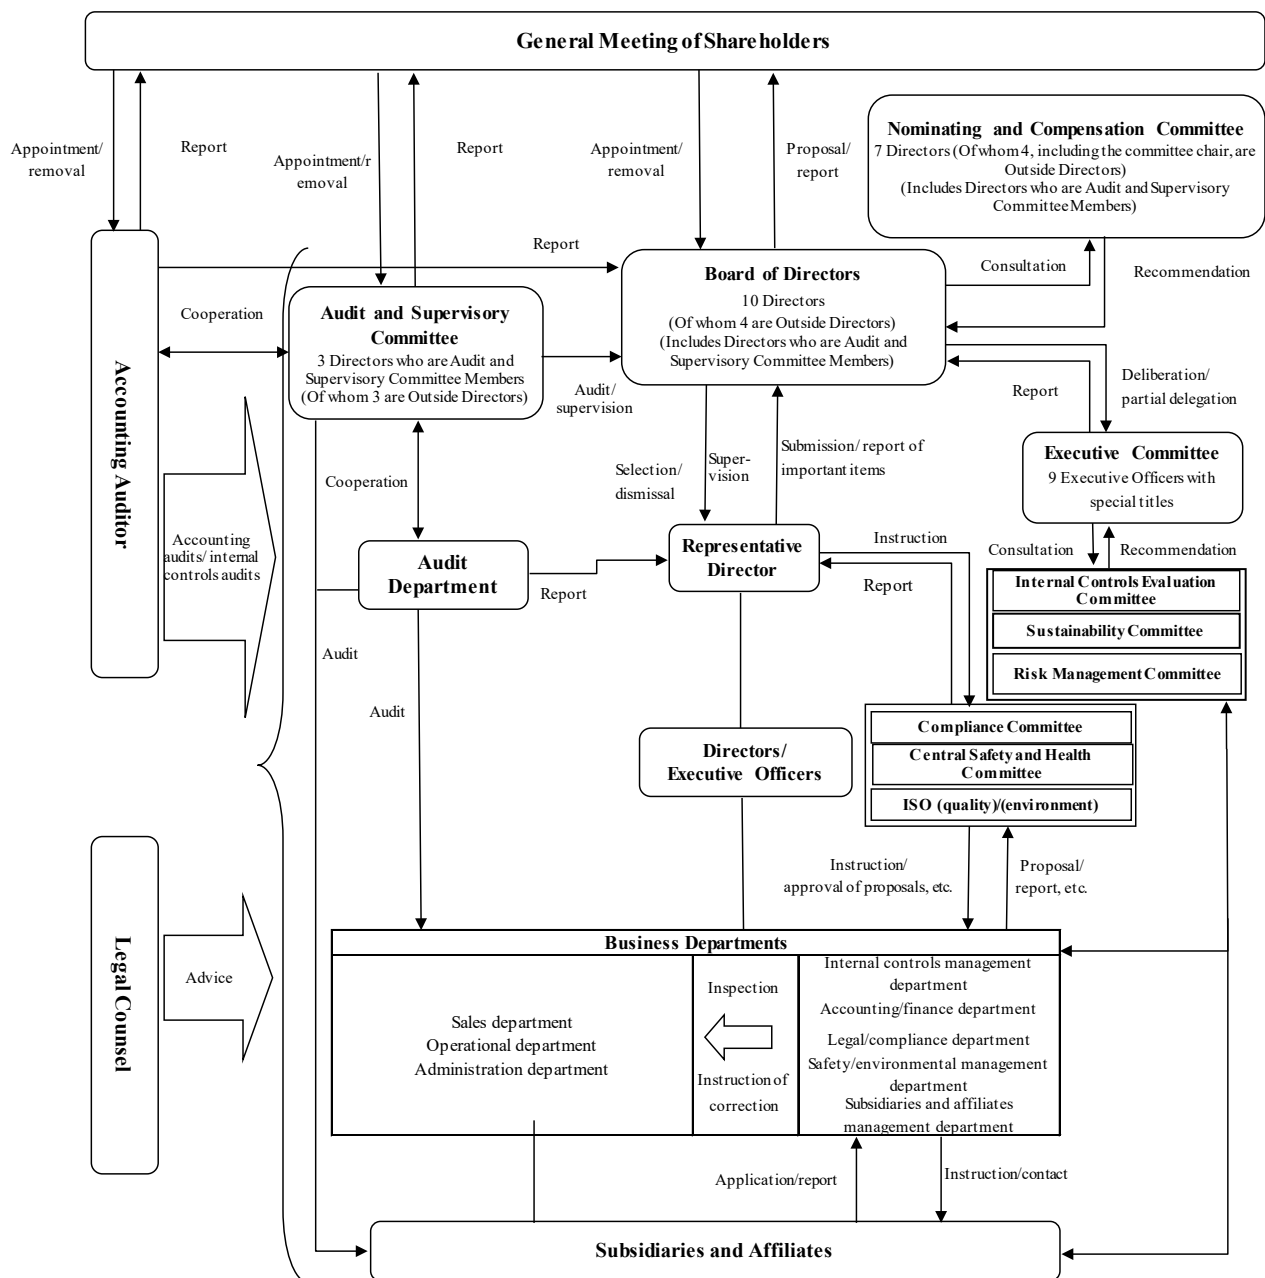 General Meeting of Shareholders
Appointment/
removal
Report
Appointment/r
emoval
Report
Appointment/
removal
Proposal/
report
Nominating and Compensation Committee
7 Directors (Of whom 4, including the committee chair, are
Outside Directors)
(Includes Directors who are Audit and Supervisory
Committee Members)
Report
Board of Directors
10 Directors
(Of whom 4 are Outside Directors)
(Includes Directors who are Audit and
Supervisory Committee Members)
Consultation
Recommendation
Accounting Auditor
Cooperation
Audit and Supervisory
Committee
3 Directors who are Audit and
Supervisory Committee Members
(Of whom 3 are Outside Directors)
Audit/
supervision
Report
Deliberation/
partial delegation
Executive Committee
9 Executive Officers with
special titles
Cooperation
Selection/
dismissal
Super-
vision
Submission/ report of
important items
Accounting
audits/ internal
controls audits
Audit
Department
Report
Representative
Director
Instruction
Report
Consultation
Recommendation
Internal Controls Evaluation
Committee
Sustainability Committee
Risk Management Committee
Audit
Audit
Directors/
Executive Officers
Compliance Committee
Central Safety and Health
Committee
ISO (quality)/(environment)
Instruction/
approval of proposals, etc.
Proposal/
report, etc.
Legal Counsel
Advice
Business Departments
Sales department
Operational department
Administration department
Inspection
Instruction of
correction
Internal controls management
department
Accounting/finance department
Legal/compliance department
Safety/environmental management
department
Subsidiaries and affiliates
management department
Application/report
Instruction/contact
Subsidiaries and Affiliates